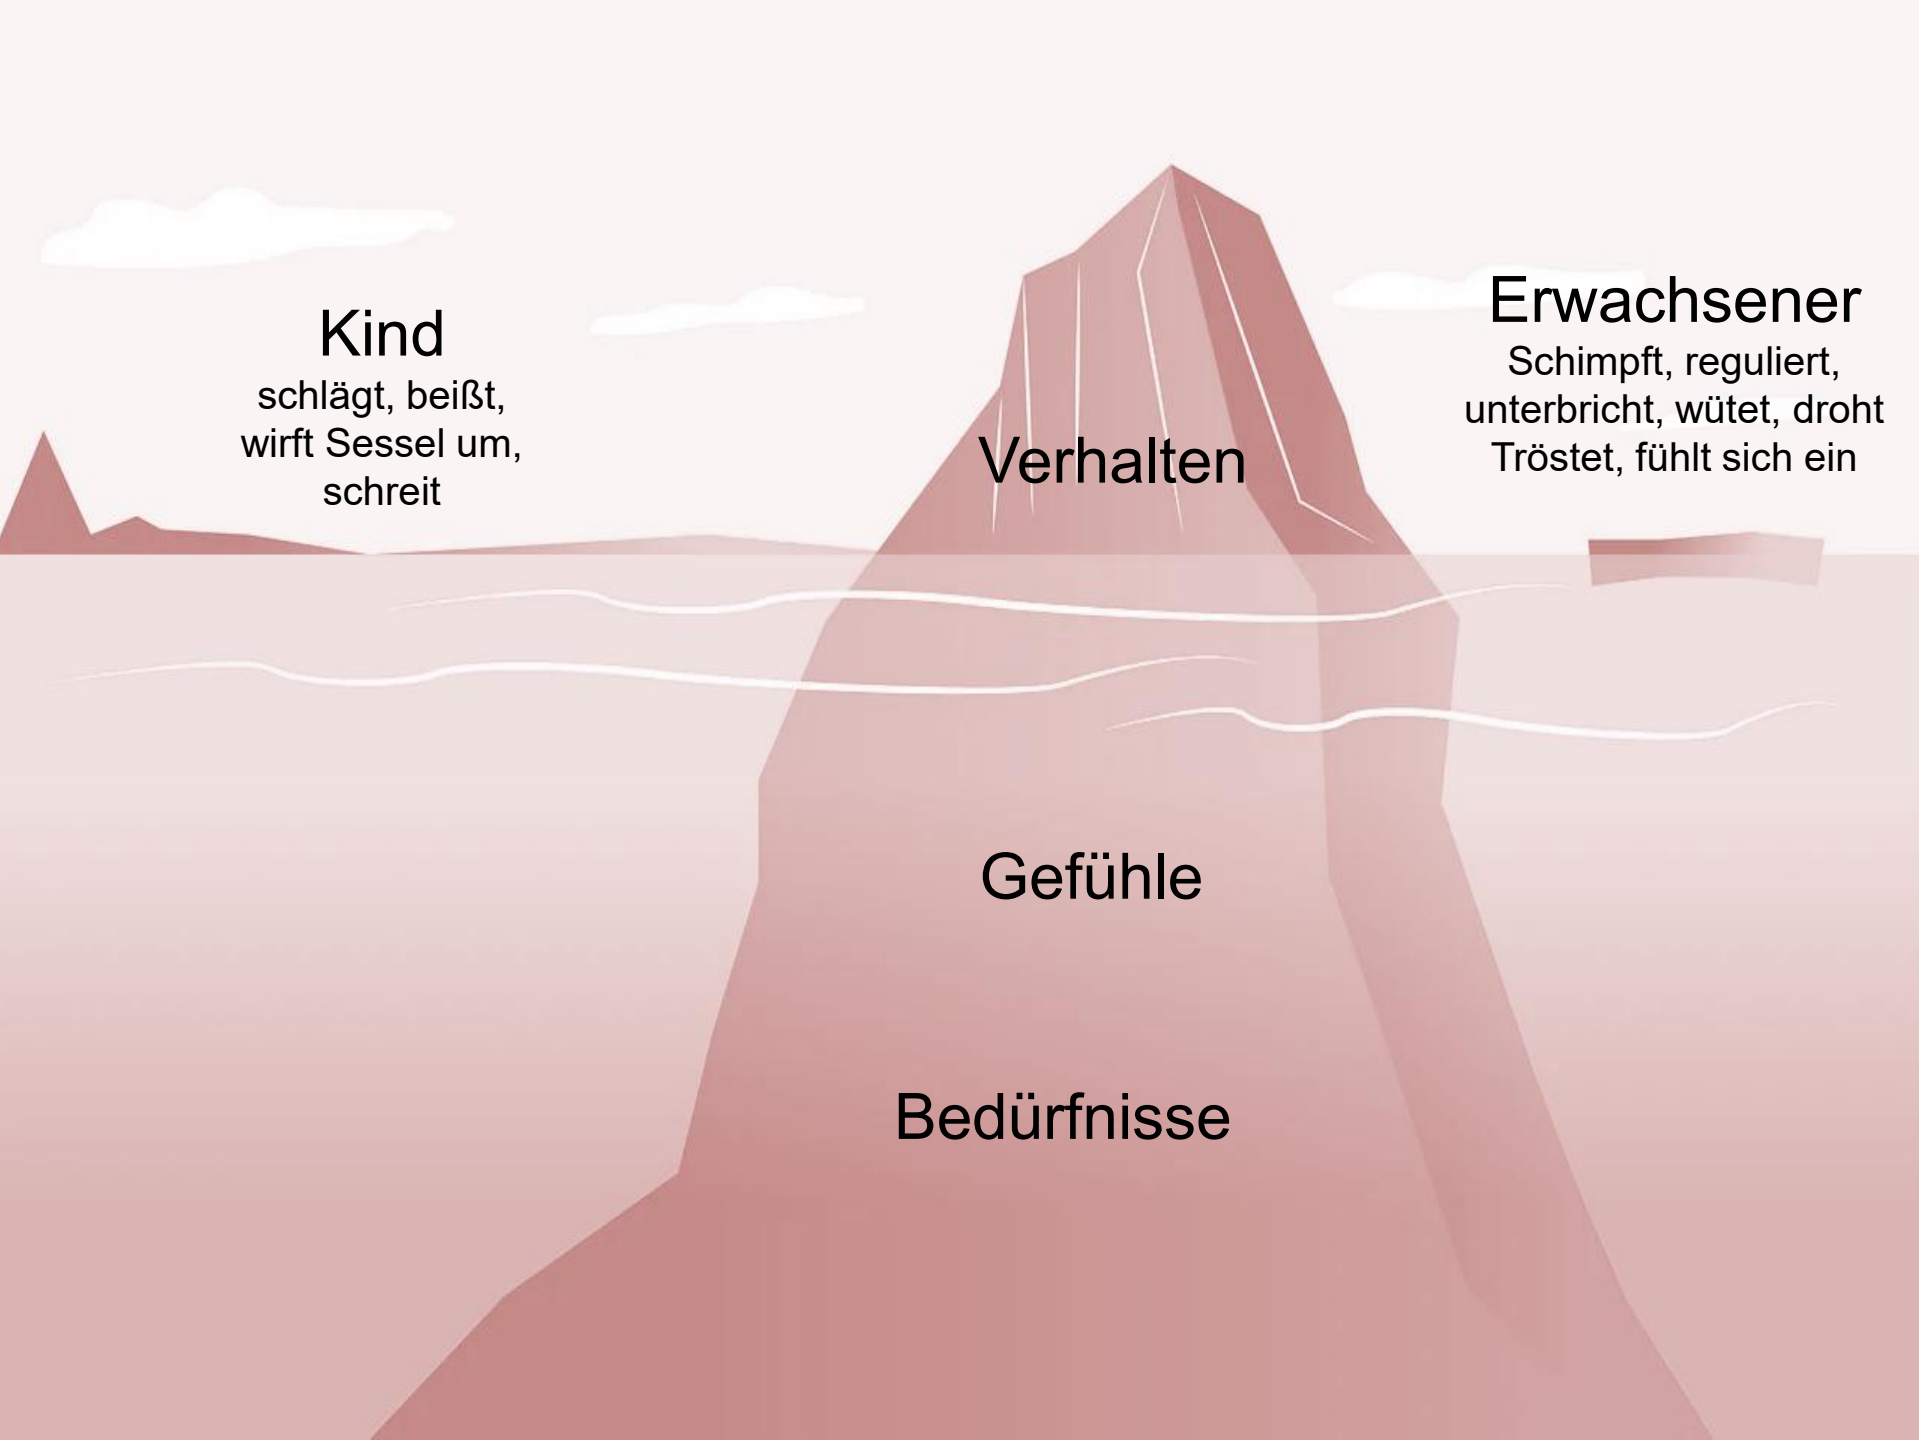 Kind
schlägt, beißt,
wirft Sessel um,
schreit
Erwachsener
Schimpft, reguliert,
unterbricht, wütet, droht
Tröstet, fühlt sich ein
Verhalten
Gefühle
Bedürfnisse